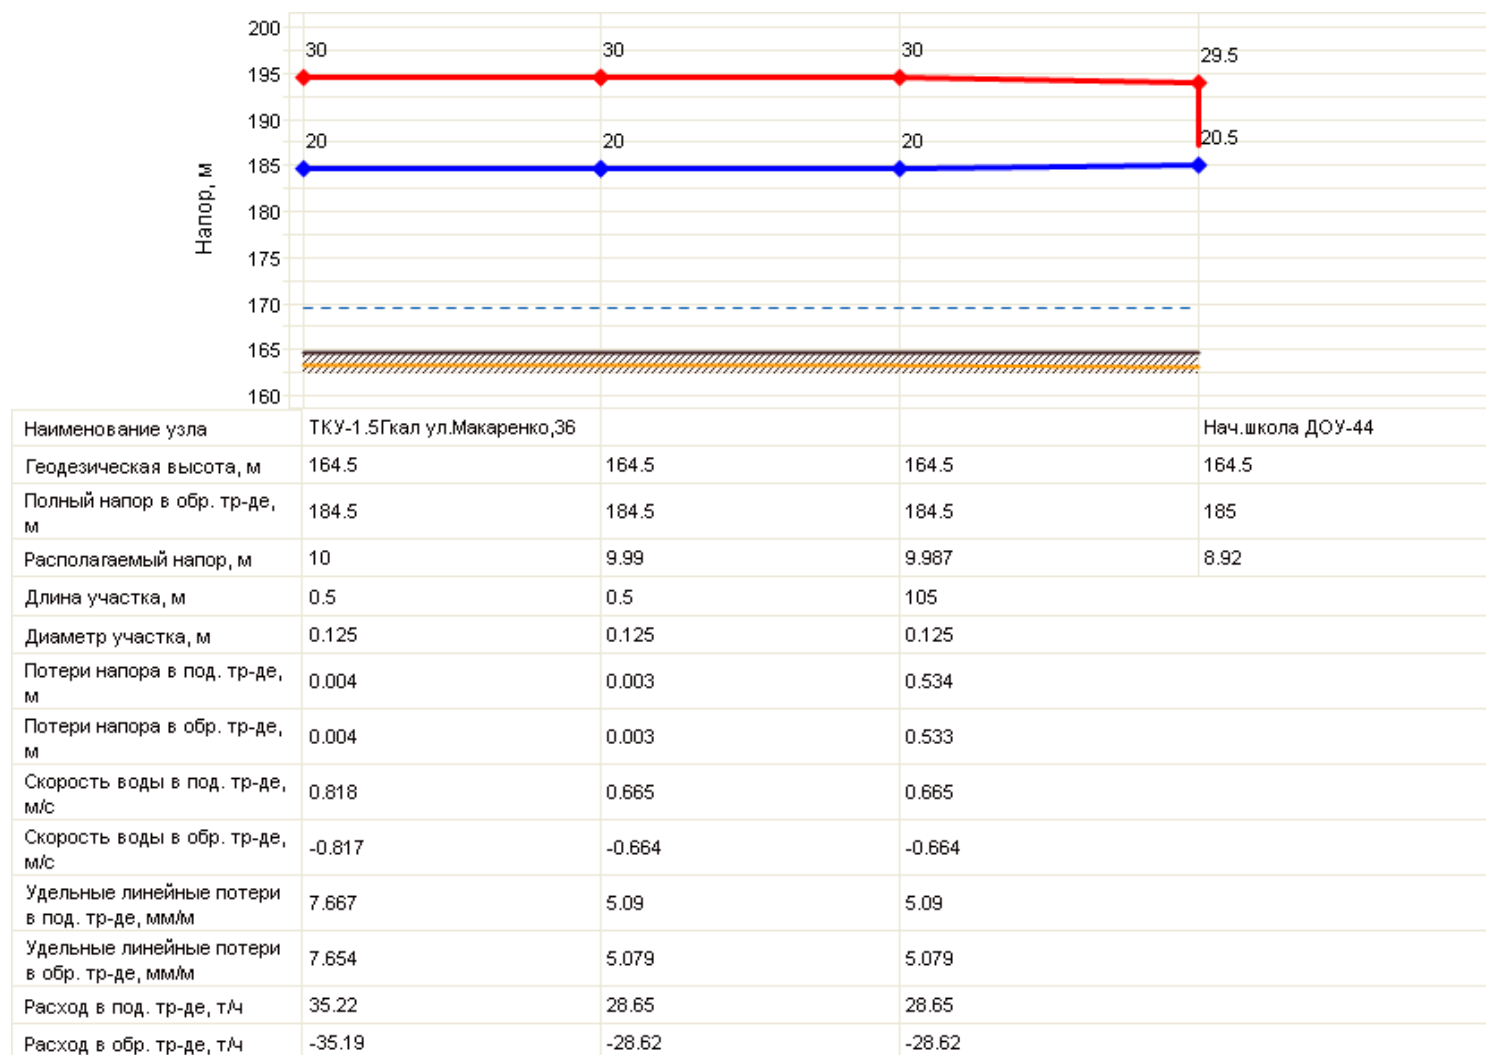 200
30
30
30
29.5
195
190
20
20
20
20.5
185
180
175
170
165
160
Напор, м
Наименование узла
ТКУ-1.5Гкал ул.Макаренко,36
Нач.школа ДОУ-44
Геодезическая высота, м
164.5
164.5
164.5
164.5
Полный напор в обр. тр-де,
м
184.5
184.5
184.5
185
Располагаемый напор, м
10
9.99
9.987
8.92
Длина участка, м
0.5
0.5
105
Диаметр участка, м
0.125
0.125
0.125
Потери напора в под. тр-де,
м
0.004
0.003
0.534
Потери напора в обр. тр-де,
м
0.004
0.003
0.533
Скорость воды в под. тр-де,
м/с
0.818
0.665
0.665
Скорость воды в обр. тр-де,
м/с
-0.817
-0.664
-0.664
Удельные линейные потери
в под. тр-де, мм/м
7.667
5.09
5.09
Удельные линейные потери
в обр. тр-де, мм/м
7.654
5.079
5.079
Расход в под. тр-де, т/ч
35.22
28.65
28.65
Расход в обр. тр-де, т/ч
-35.19
-28.62
-28.62